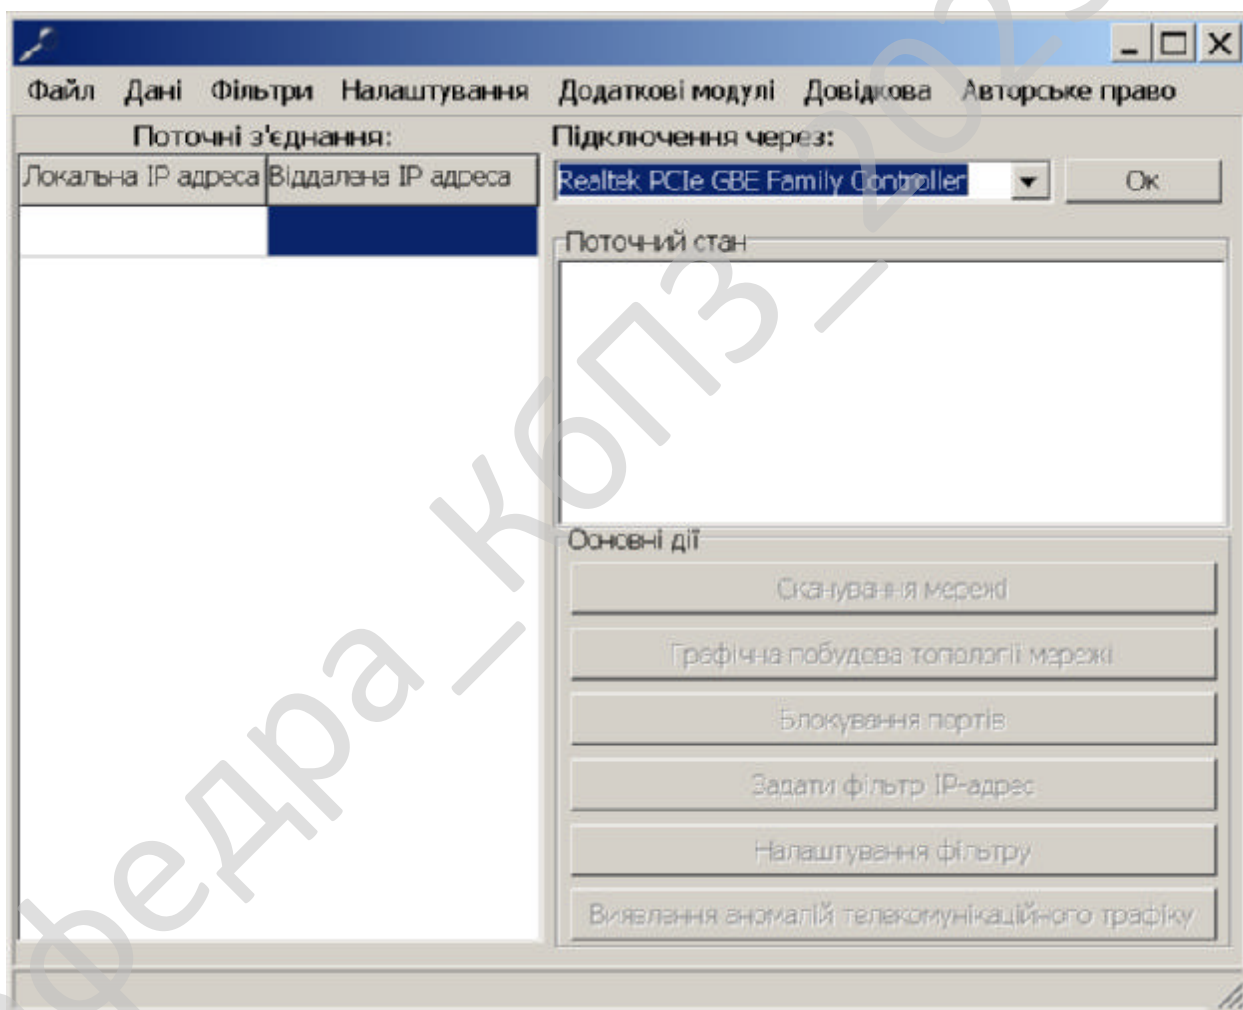 Файл Дані Фільтри Налаштування Додаткові модулі Довідкова Авторське право
Поточні з'єднання:
Локальна IP адреса Віддалена IP адреса
Підключення через:
Realtek PCIe GBE Family Controller Ок
Поточний стан
Основні дії
Сканування мережі
Графічна побудова топології мережі
Блокування портів
Задати фільтр IP-адрес
Налаштування фільтру
Виявлення аномалій телекомунікаційного трафіку
федра_КбПЗ_202